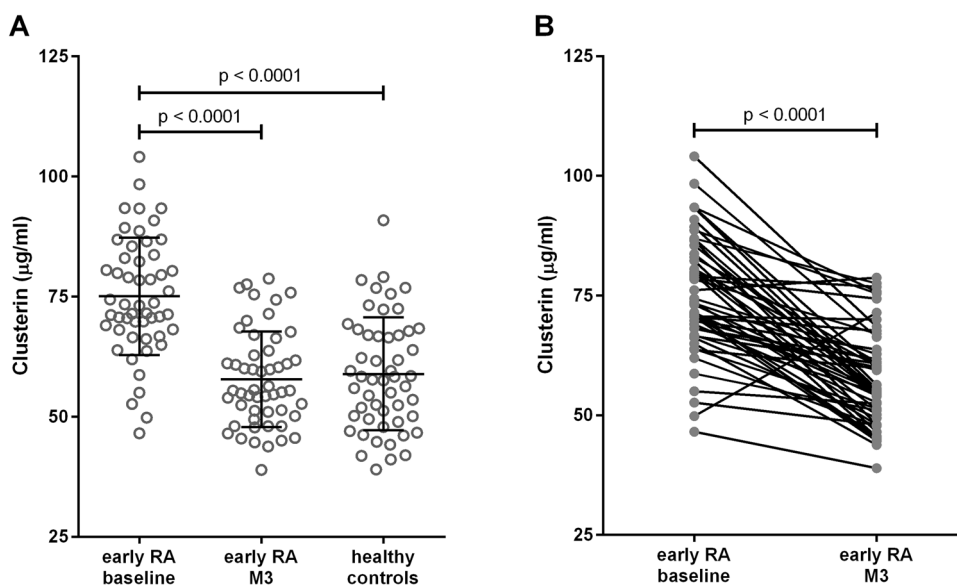 A
125
100
75
50
25
Clusterin (μg/ml)
p < 0.0001
p < 0.0001
early RA
baseline
early RA
M3
healthy
controls
B
125
100
75
50
25
Clusterin (μg/ml)
p < 0.0001
early RA
baseline
early RA
M3